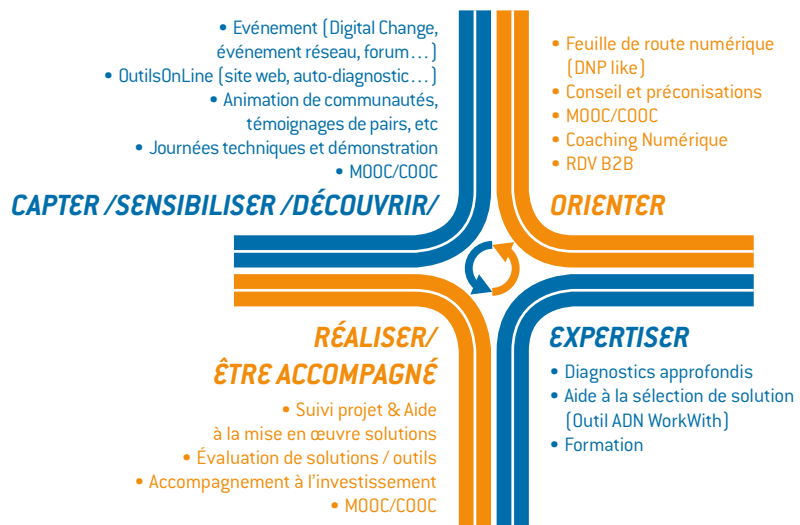 • Evénement (Digital Change,
événement réseau, forum…)
• OutilsOnLine (site web, auto-diagnostic…)
• Animation de communautés,
témoignages de pairs, etc
• Journées techniques et démonstration
• MOOC/COOC
CAPTER /SENSIBILISER /DÉCOUVRIR/
• Feuille de route numérique
(DNP like)
• Conseil et préconisations
• MOOC/COOC
• Coaching Numérique
• RDV B2B
ORIENTER
RÉALISER/
ÊTRE ACCOMPAGNÉ
• Suivi projet & Aide
à la mise en œuvre solutions
• Évaluation de solutions / outils
• Accompagnement à l'investissement
• MOOC/COOC
EXPERTISER
• Diagnostics approfondis
• Aide à la sélection de solution
(Outil ADN WorkWith)
• Formation